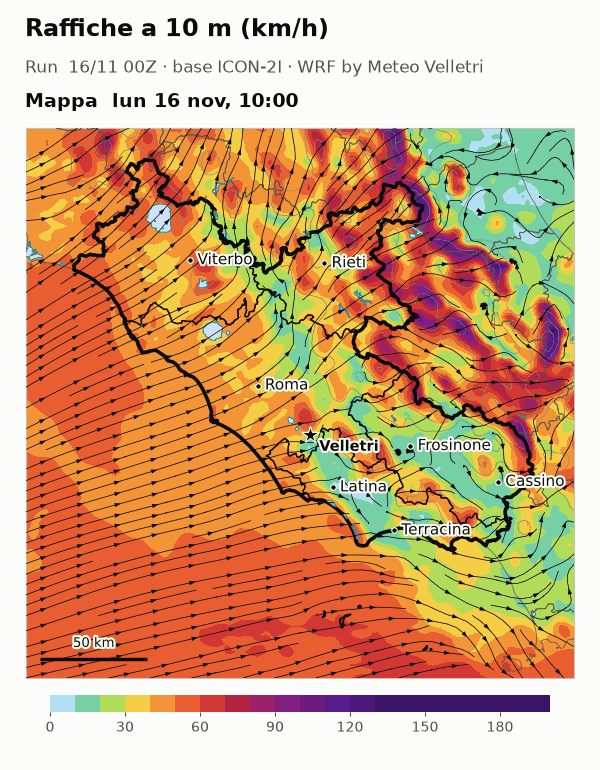 Raffiche a 10 m (km/h)
Run  16/11 00Z · base ICON-2I · WRF by Meteo Velletri
Mappa  lun 16 nov, 10:00
Viterbo
Rieti
Roma
Velletri
Frosinone
Latina
Cassino
Terracina
50 km
0 30 60 90 120 150 180